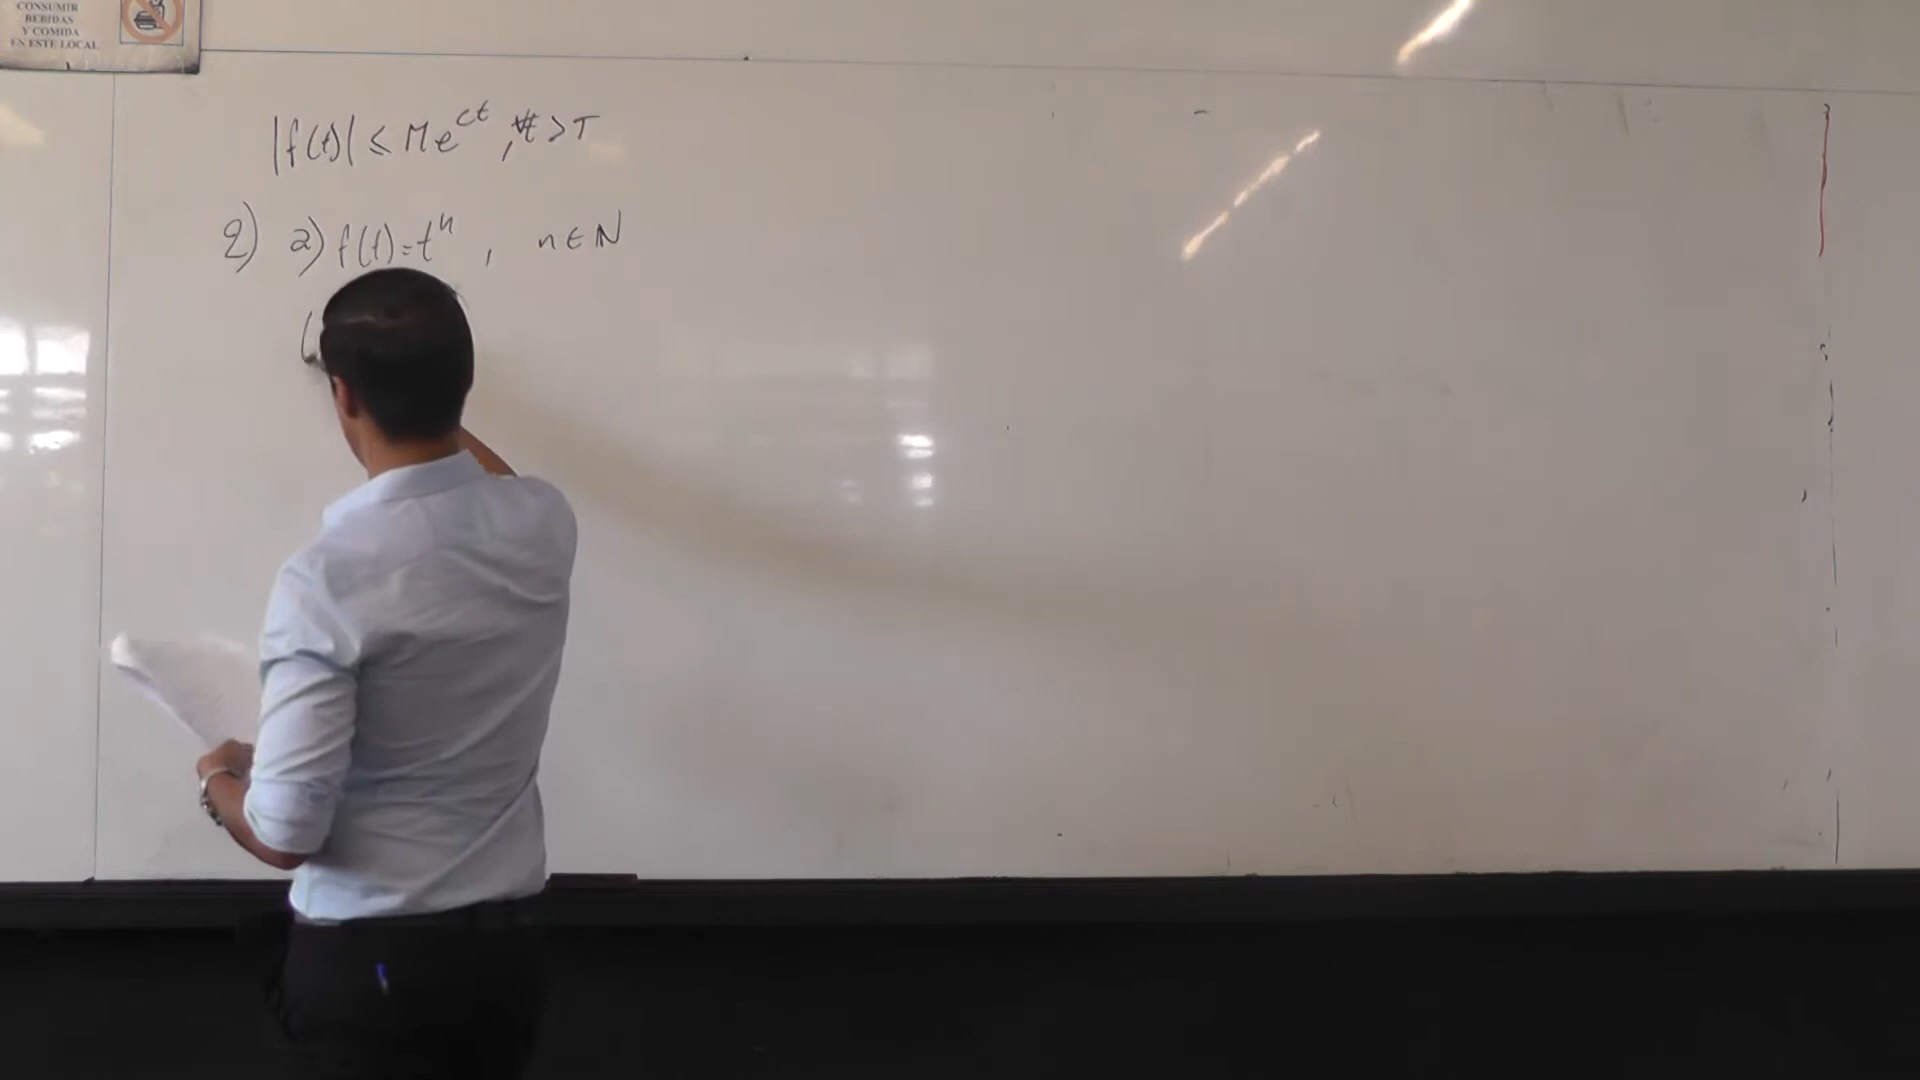 CONSUMIR
BEBIDAS
Y COMIDA
EN ESTE LOCAL
|f(t)| ≤ Me^{ct}, ∀t > T
2) a) f(t) = t^n , n ∈ ℕ